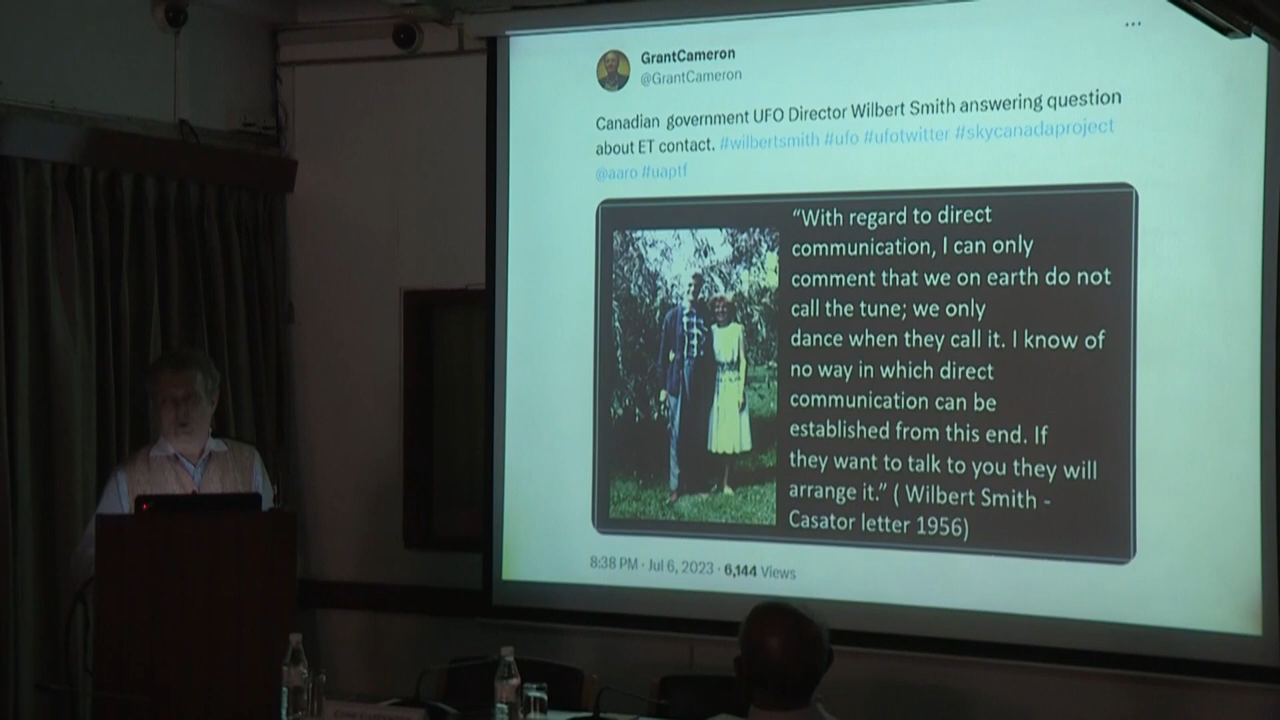 GrantCameron
@GrantCameron
Canadian government UFO Director Wilbert Smith answering question
about ET contact. #wilbertsmith #ufo #ufotwitter #skycanadaproject
@aaro #uaptf
“With regard to direct
communication, I can only
comment that we on earth do not
call the tune; we only
dance when they call it. I know of
no way in which direct
communication can be
established from this end. If
they want to talk to you they will
arrange it.” ( Wilbert Smith -
Casator letter 1956)
8:38 PM · Jul 6, 2023 · 6,144 Views